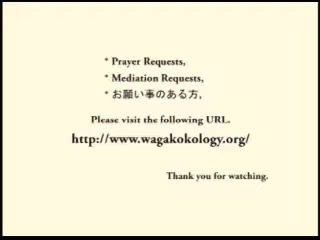 * Prayer Requests,
* Mediation Requests,
* お願い事のある方,
Please visit the following URL.
http://www.wagakokology.org/
Thank you for watching.